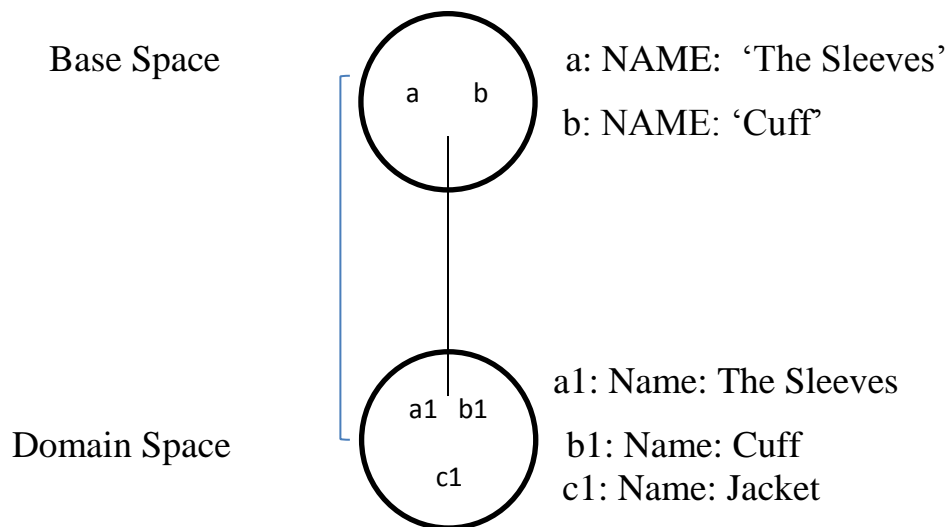 Base Space
a b
a: NAME: ‘The Sleeves’
b: NAME: ‘Cuff’
Domain Space
a1 b1
c1
a1: Name: The Sleeves
b1: Name: Cuff
c1: Name: Jacket